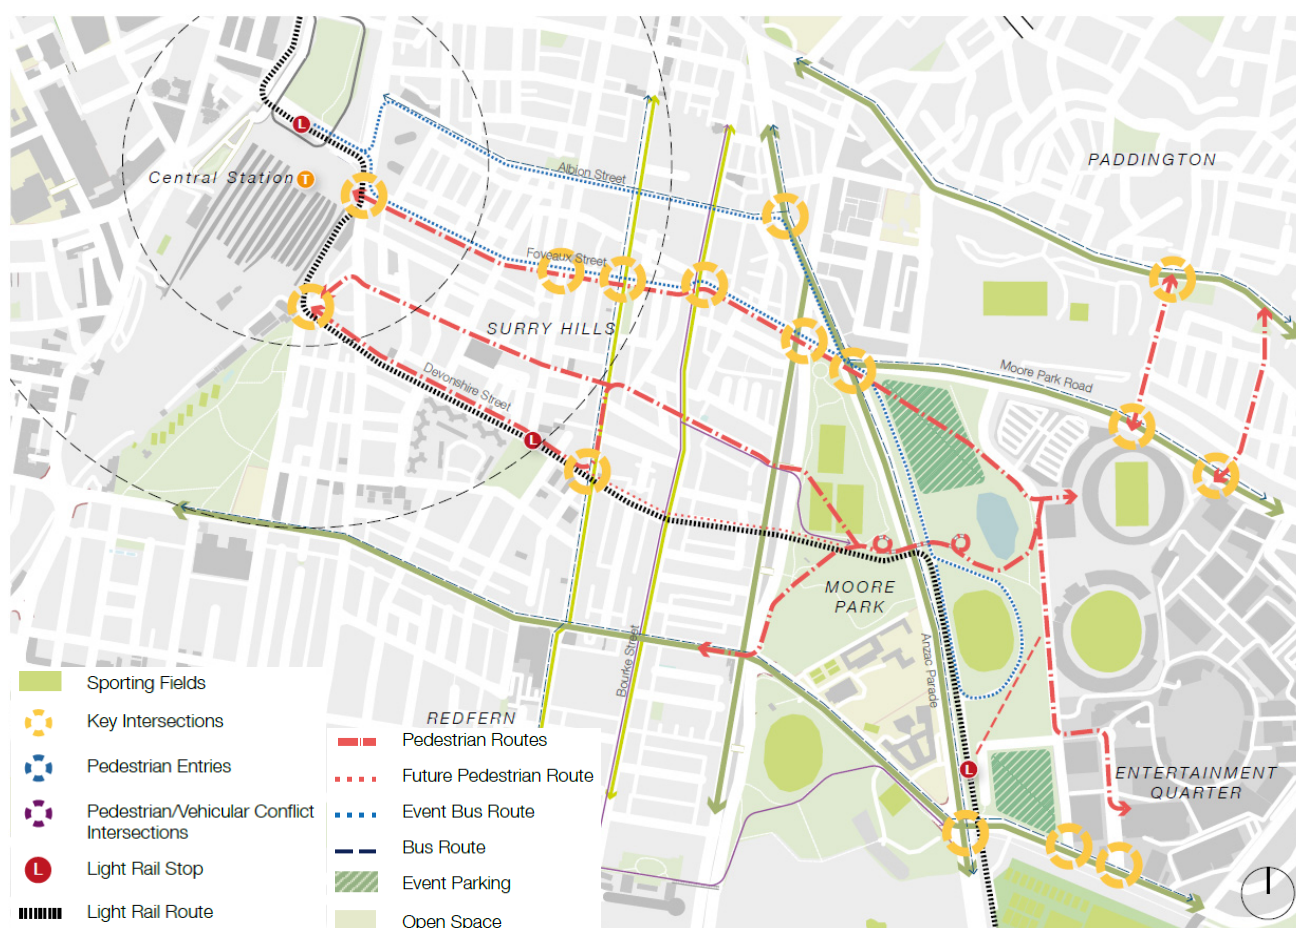 L
Central Station T
Albion Street
PADDINGTON
Foveaux Street
SURRY HILLS
Devonshire Street
Moore Park Road
L
MOORE
PARK
Anzac Parade
Bourke Street
REDFERN
L
ENTERTAINMENT
QUARTER
Sporting Fields
Key Intersections
Pedestrian Entries
Pedestrian/Vehicular Conflict
Intersections
L Light Rail Stop
Light Rail Route
Pedestrian Routes
Future Pedestrian Route
Event Bus Route
Bus Route
Event Parking
Open Space